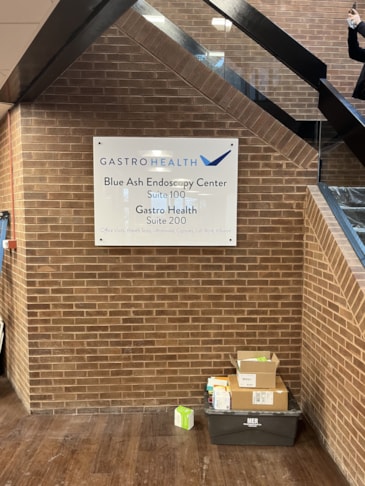 GASTROHEALTH
Blue Ash Endoscopy Center
Suite 100
Gastro Health
Suite 200